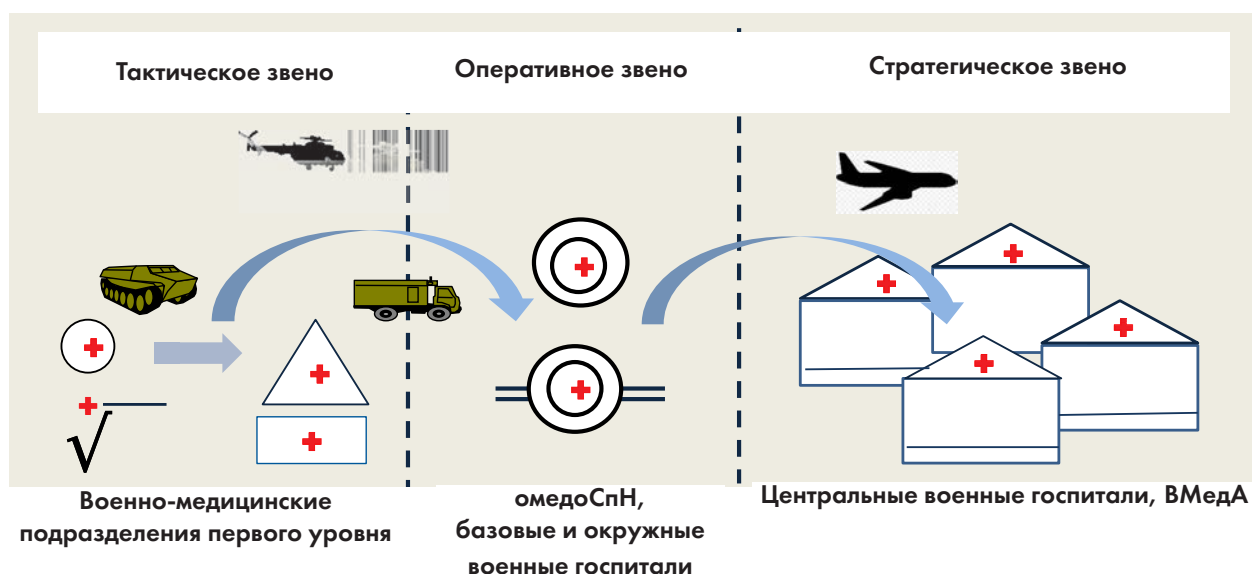 Тактическое звено
Оперативное звено
Стратегическое звено
Военно-медицинские
подразделения первого уровня
омедоСпН,
базовые и окружные
военные госпитали
Центральные военные госпитали, ВМедА